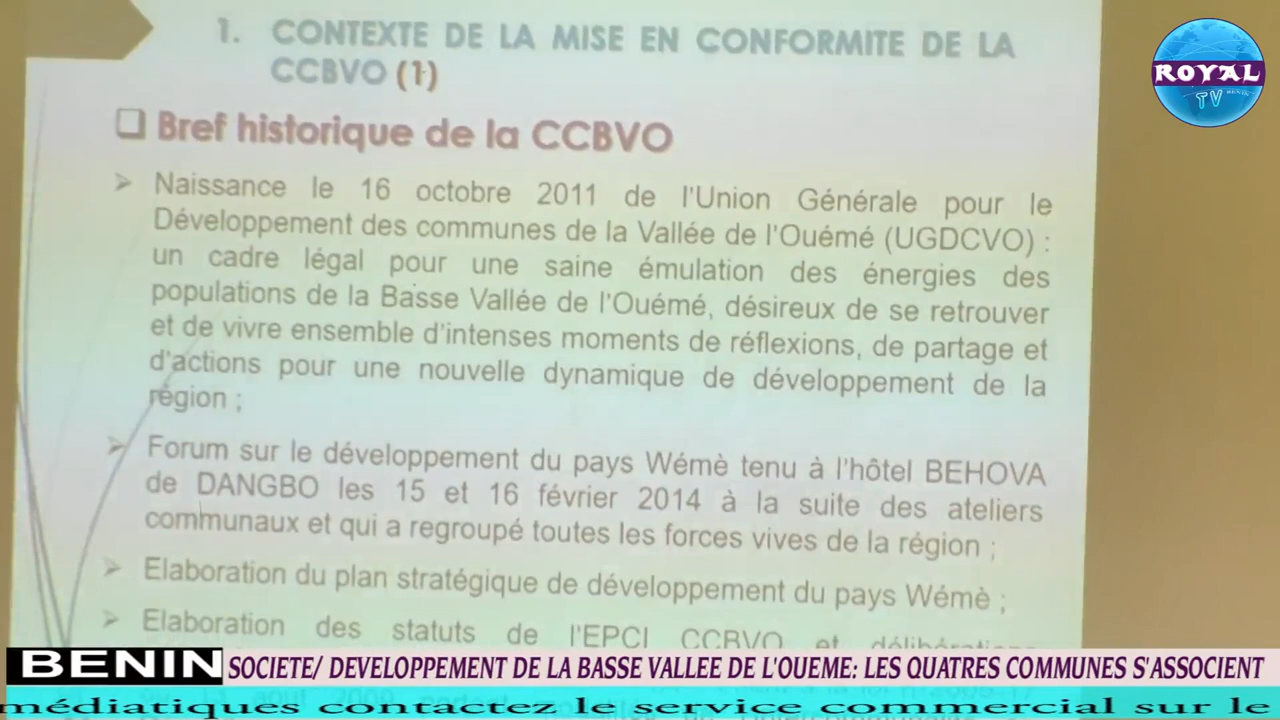 1. CONTEXTE DE LA MISE EN CONFORMITE DE LA
CCBVO (1)
ROYAL
TV
BENIN
❑ Bref historique de la CCBVO
➢ Naissance le 16 octobre 2011 de l'Union Générale pour le
Développement des communes de la Vallée de l'Ouémé (UGDCVO) :
un cadre légal pour une saine émulation des énergies des
populations de la Basse Vallée de l'Ouémé, désireux de se retrouver
et de vivre ensemble d'intenses moments de réflexions, de partage et
d'actions pour une nouvelle dynamique de développement de la
région ;
➢ Forum sur le développement du pays Wémè tenu à l'hôtel BEHOVA
de DANGBO les 15 et 16 février 2014 à la suite des ateliers
communaux et qui a regroupé toutes les forces vives de la région ;
➢ Elaboration du plan stratégique de développement du pays Wémè ;
➢ Elaboration des statuts de l'EPCI CCBVO et
BENIN SOCIETE/ DEVELOPPEMENT DE LA BASSE VALLEE DE L'OUEME: LES QUATRES COMMUNES S'ASSOCIENT
médiatiques contactez le service commercial sur le